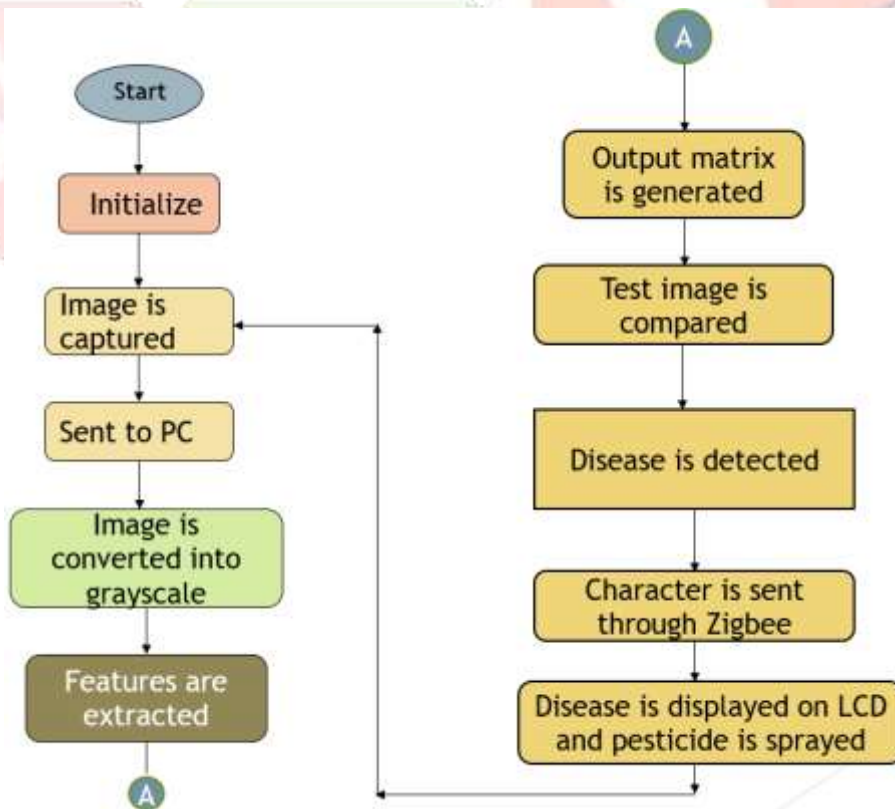 Start
Initialize
Image is
captured
Sent to PC
Image is
converted into
grayscale
Features are
extracted
A
A
Output matrix
is generated
Test image is
compared
Disease is detected
Character is sent
through Zigbee
Disease is displayed on LCD
and pesticide is sprayed